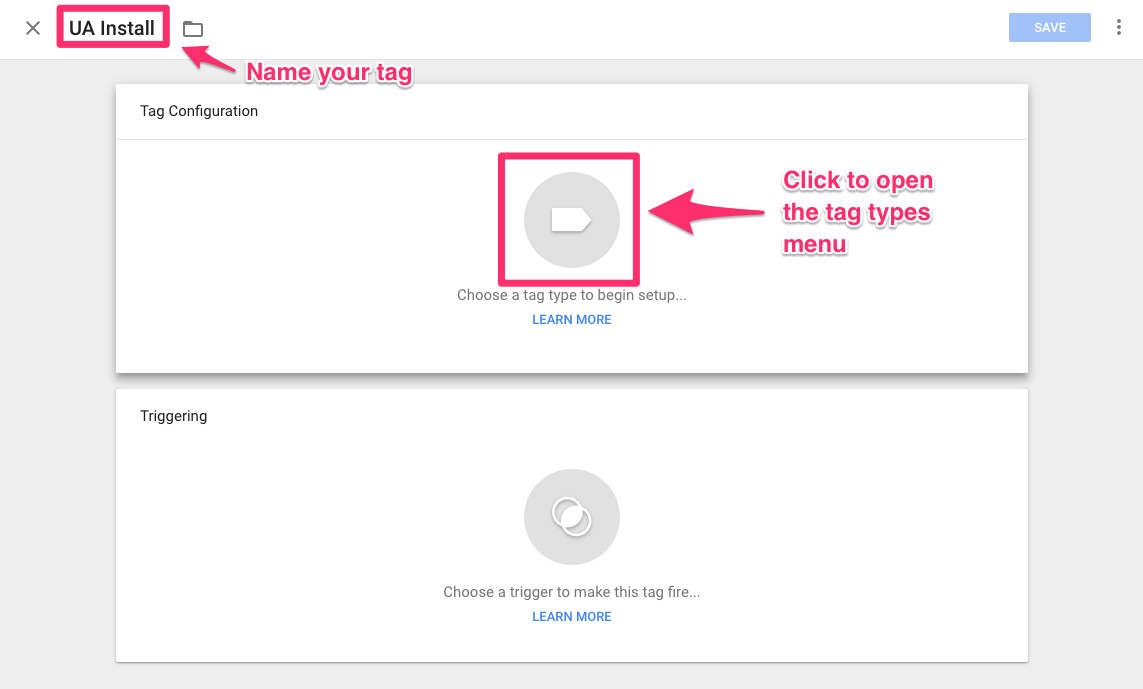 UA Install
SAVE
Name your tag
Tag Configuration
Click to open
the tag types
menu
Choose a tag type to begin setup...
LEARN MORE
Triggering
Choose a trigger to make this tag fire...
LEARN MORE